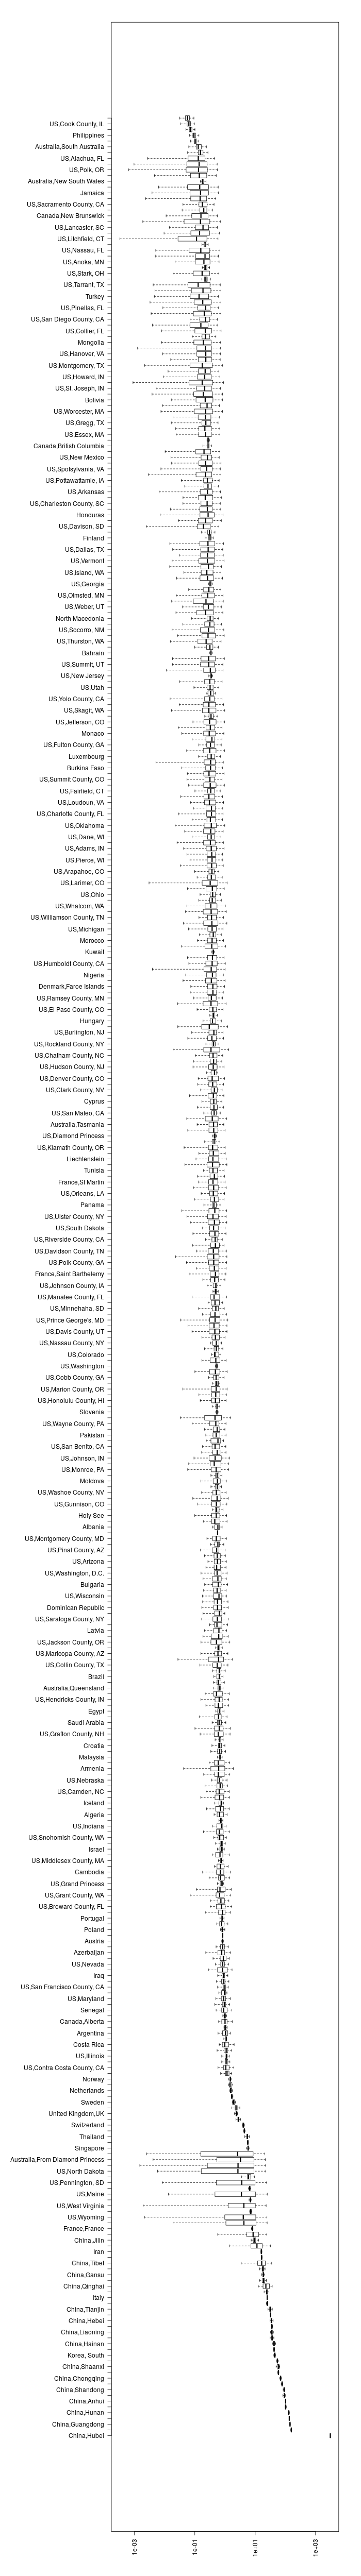 US,Cook County, IL
Philippines
Australia,South Australia
US,Alachua, FL
US,Polk, OR
Australia,New South Wales
Jamaica
US,Sacramento County, CA
Canada,New Brunswick
US,Lancaster, SC
US,Litchfield, CT
US,Nassau, FL
US,Anoka, MN
US,Stark, OH
US,Tarrant, TX
Turkey
US,Pinellas, FL
US,San Diego County, CA
US,Collier, FL
Mongolia
US,Hanover, VA
US,Montgomery, TX
US,Howard, IN
US,St. Joseph, IN
Bolivia
US,Worcester, MA
US,Gregg, TX
US,Essex, MA
Canada,British Columbia
US,New Mexico
US,Spotsylvania, VA
US,Pottawattamie, IA
US,Arkansas
US,Charleston County, SC
Honduras
US,Davison, SD
Finland
US,Dallas, TX
US,Vermont
US,Island, WA
US,Georgia
US,Olmsted, MN
US,Weber, UT
North Macedonia
US,Socorro, NM
US,Thurston, WA
Bahrain
US,Summit, UT
US,New Jersey
US,Utah
US,Yolo County, CA
US,Skagit, WA
US,Jefferson, CO
Monaco
US,Fulton County, GA
Luxembourg
Burkina Faso
US,Summit County, CO
US,Fairfield, CT
US,Loudoun, VA
US,Charlotte County, FL
US,Oklahoma
US,Dane, WI
US,Adams, IN
US,Pierce, WI
US,Arapahoe, CO
US,Larimer, CO
US,Ohio
US,Whatcom, WA
US,Williamson County, TN
US,Michigan
Morocco
Kuwait
US,Humboldt County, CA
Nigeria
Denmark,Faroe Islands
US,Ramsey County, MN
US,El Paso County, CO
Hungary
US,Burlington, NJ
US,Rockland County, NY
US,Chatham County, NC
US,Hudson County, NJ
US,Denver County, CO
US,Clark County, NV
Cyprus
US,San Mateo, CA
Australia,Tasmania
US,Diamond Princess
US,Klamath County, OR
Liechtenstein
Tunisia
France,St Martin
US,Orleans, LA
Panama
US,Ulster County, NY
US,South Dakota
US,Riverside County, CA
US,Davidson County, TN
US,Polk County, GA
France,Saint Barthelemy
US,Johnson County, IA
US,Manatee County, FL
US,Minnehaha, SD
US,Prince George's, MD
US,Davis County, UT
US,Nassau County, NY
US,Colorado
US,Washington
US,Cobb County, GA
US,Marion County, OR
US,Honolulu County, HI
Slovenia
US,Wayne County, PA
Pakistan
US,San Benito, CA
US,Johnson, IN
US,Monroe, PA
Moldova
US,Washoe County, NV
US,Gunnison, CO
Holy See
Albania
US,Montgomery County, MD
US,Pinal County, AZ
US,Arizona
US,Washington, D.C.
Bulgaria
US,Wisconsin
Dominican Republic
US,Saratoga County, NY
Latvia
US,Jackson County, OR
US,Maricopa County, AZ
US,Collin County, TX
Brazil
Australia,Queensland
US,Hendricks County, IN
Egypt
Saudi Arabia
US,Grafton County, NH
Croatia
Malaysia
Armenia
US,Nebraska
US,Camden, NC
Iceland
Algeria
US,Indiana
US,Snohomish County, WA
Israel
US,Middlesex County, MA
Cambodia
US,Grand Princess
US,Grant County, WA
US,Broward County, FL
Portugal
Poland
Austria
Azerbaijan
US,Nevada
Iraq
US,San Francisco County, CA
US,Maryland
Senegal
Canada,Alberta
Argentina
Costa Rica
US,Illinois
US,Contra Costa County, CA
Norway
Netherlands
Sweden
United Kingdom,UK
Switzerland
Thailand
Singapore
Australia,From Diamond Princess
US,North Dakota
US,Pennington, SD
US,Maine
US,West Virginia
US,Wyoming
France,France
China,Jilin
Iran
China,Tibet
China,Gansu
China,Qinghai
Italy
China,Tianjin
China,Hebei
China,Liaoning
China,Hainan
Korea, South
China,Shaanxi
China,Chongqing
China,Shandong
China,Anhui
China,Hunan
China,Guangdong
China,Hubei
1e-03
1e-01
1e+01
1e+03